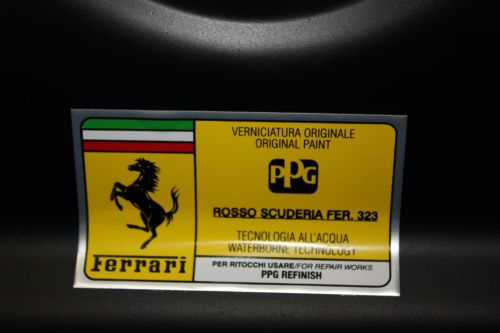 VERNICIATURA ORIGINALE
ORIGINAL PAINT
PPG
ROSSO SCUDERIA FER. 323
TECNOLOGIA ALL'ACQUA
WATERBORNE TECHNOLOGY
Ferrari
PER RITOCCHI USARE/FOR REPAIR WORKS
PPG REFINISH